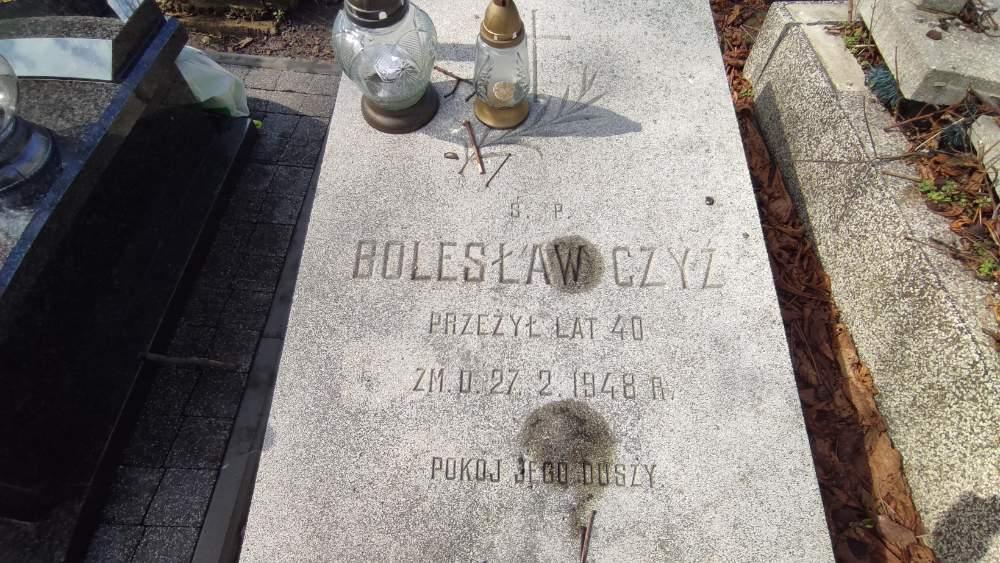 Ś. P.
BOLESŁAW CZYŻ
PRZEŻYŁ LAT 40
ZM. D. 27. 2. 1948 R.
POKÓJ JEGO DUSZY